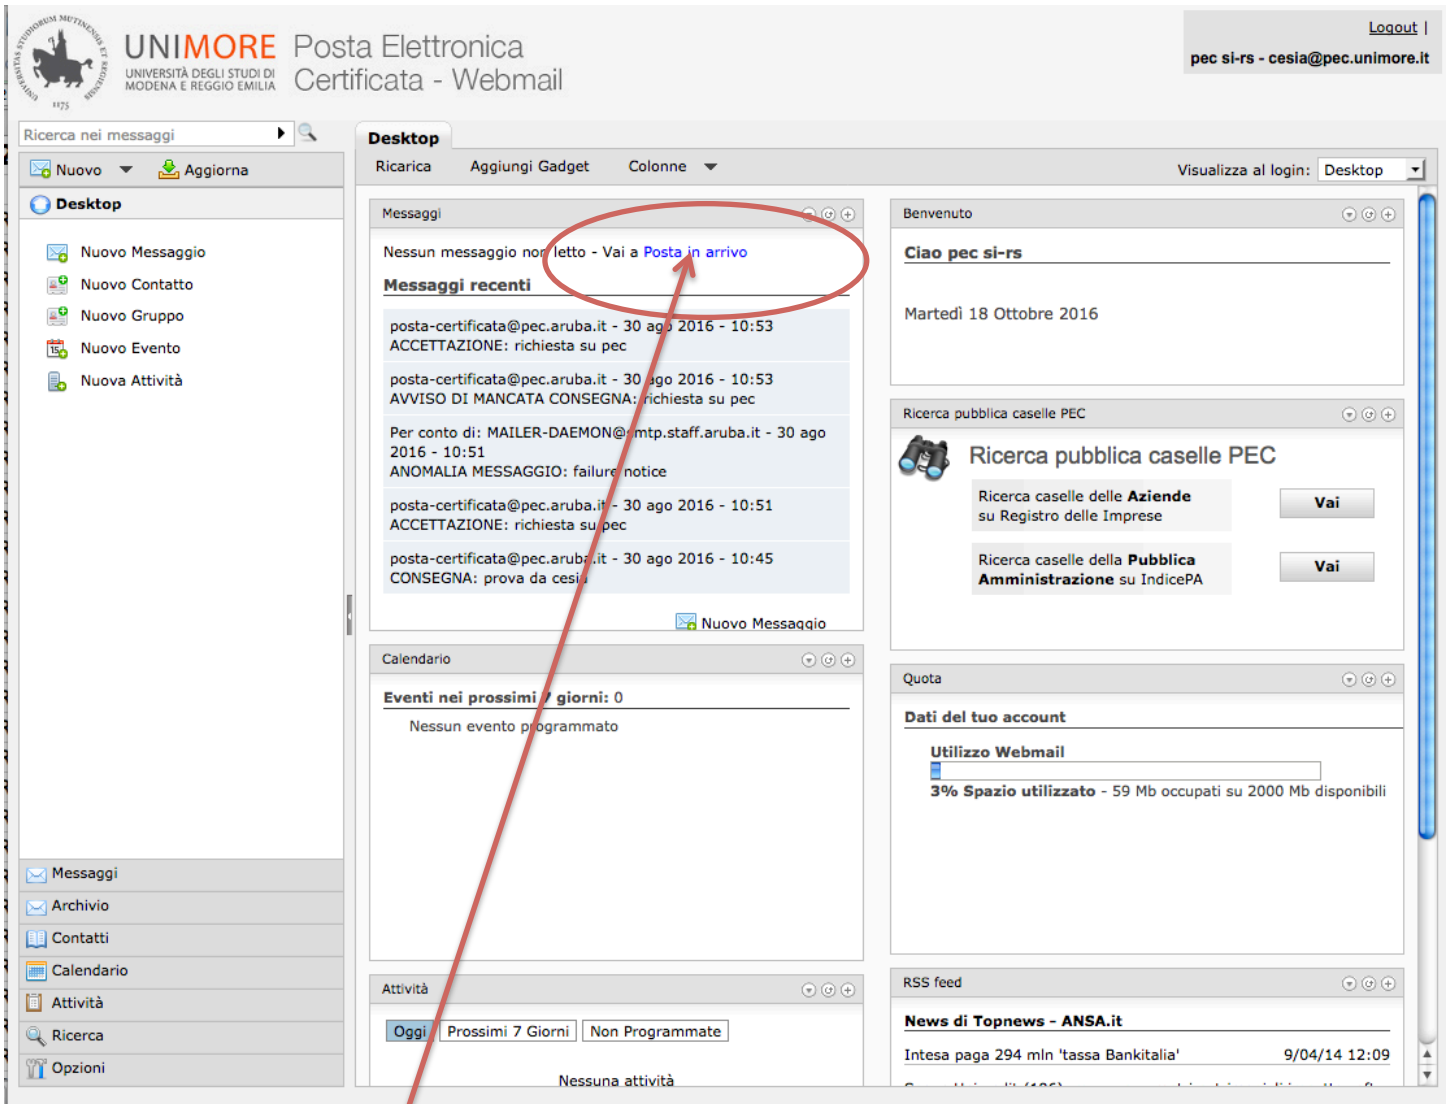 UNIMORE
UNIVERSITÀ DEGLI STUDI DI
MODENA E REGGIO EMILIA
1175
Posta Elettronica
Certificata - Webmail
Logout |
pec si-rs - cesia@pec.unimore.it
Ricerca nei messaggi
Nuovo
Aggiorna
Desktop
Nuovo Messaggio
Nuovo Contatto
Nuovo Gruppo
Nuovo Evento
Nuova Attività
Messaggi
Archivio
Contatti
Calendario
Attività
Ricerca
Opzioni
Desktop
Ricarica Aggiungi Gadget Colonne
Visualizza al login: Desktop
Messaggi
Nessun messaggio non letto - Vai a Posta in arrivo
Messaggi recenti
posta-certificata@pec.aruba.it - 30 ago 2016 - 10:53
ACCETTAZIONE: richiesta su pec
posta-certificata@pec.aruba.it - 30 ago 2016 - 10:53
AVVISO DI MANCATA CONSEGNA: richiesta su pec
Per conto di: MAILER-DAEMON@smtp.staff.aruba.it - 30 ago
2016 - 10:51
ANOMALIA MESSAGGIO: failure notice
posta-certificata@pec.aruba.it - 30 ago 2016 - 10:51
ACCETTAZIONE: richiesta su pec
posta-certificata@pec.aruba.it - 30 ago 2016 - 10:45
CONSEGNA: prova da cesia
Nuovo Messaggio
Calendario
Eventi nei prossimi 7 giorni: 0
Nessun evento programmato
Attività
Oggi Prossimi 7 Giorni Non Programmate
Nessuna attività
Benvenuto
Ciao pec si-rs
Martedì 18 Ottobre 2016
Ricerca pubblica caselle PEC
Ricerca pubblica caselle PEC
Ricerca caselle delle Aziende
su Registro delle Imprese
Vai
Ricerca caselle della Pubblica
Amministrazione su IndicePA
Vai
Quota
Dati del tuo account
Utilizzo Webmail
3% Spazio utilizzato - 59 Mb occupati su 2000 Mb disponibili
RSS feed
News di Topnews - ANSA.it
Intesa paga 294 mln 'tassa Bankitalia' 9/04/14 12:09